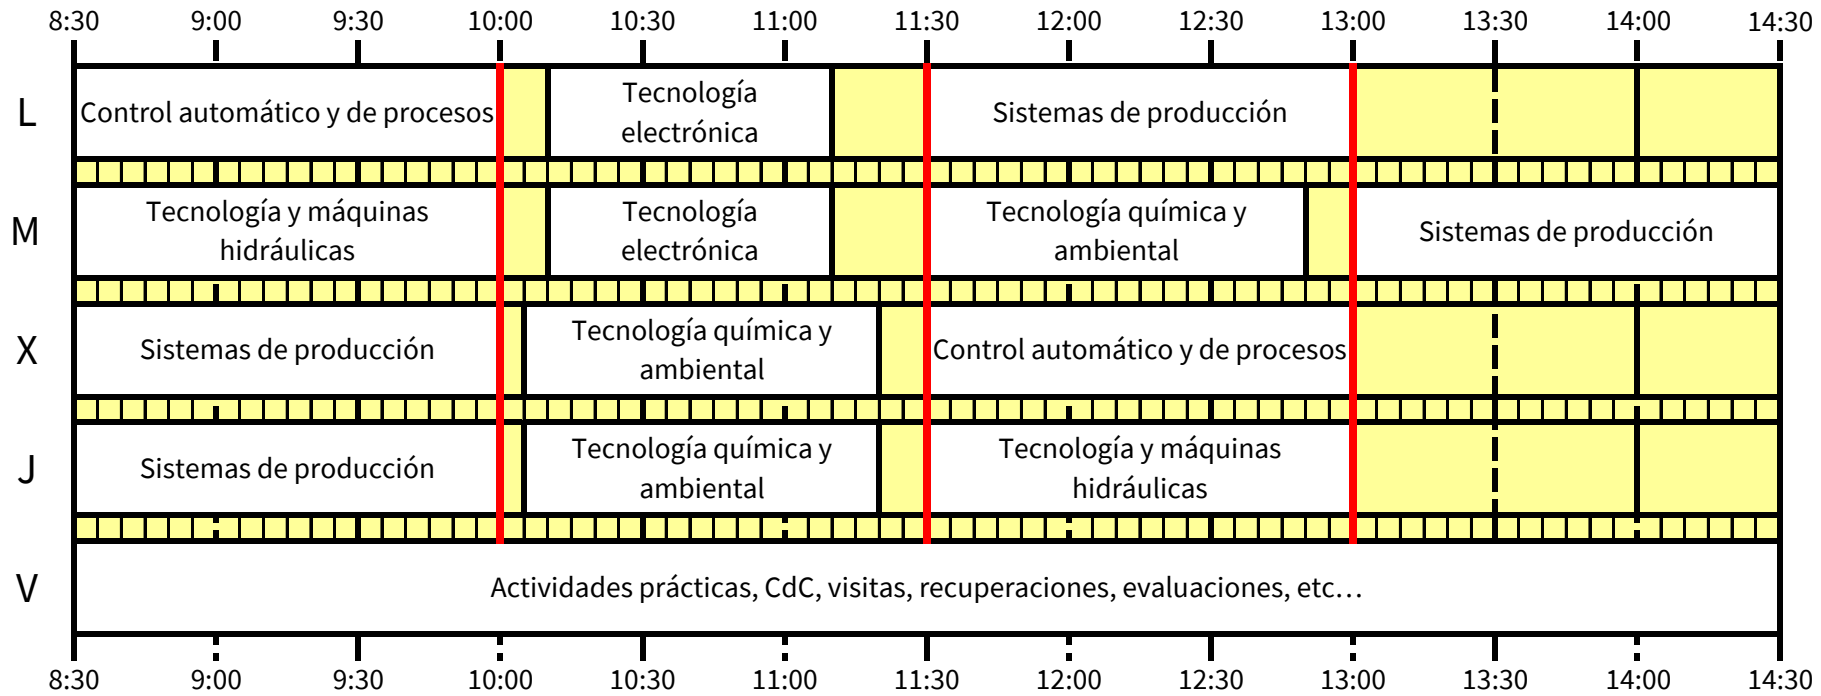 8:30 9:00 9:30 10:00 10:30 11:00 11:30 12:00 12:30 13:00 13:30 14:00 14:30
L
Control automático y de procesos
Tecnología
electrónica
Sistemas de producción
M
Tecnología y máquinas
hidráulicas
Tecnología
electrónica
Tecnología química y
ambiental
Sistemas de producción
X
Sistemas de producción
Tecnología química y
ambiental
Control automático y de procesos
J
Sistemas de producción
Tecnología química y
ambiental
Tecnología y máquinas
hidráulicas
V
Actividades prácticas, CdC, visitas, recuperaciones, evaluaciones, etc…
8:30 9:00 9:30 10:00 10:30 11:00 11:30 12:00 12:30 13:00 13:30 14:00 14:30